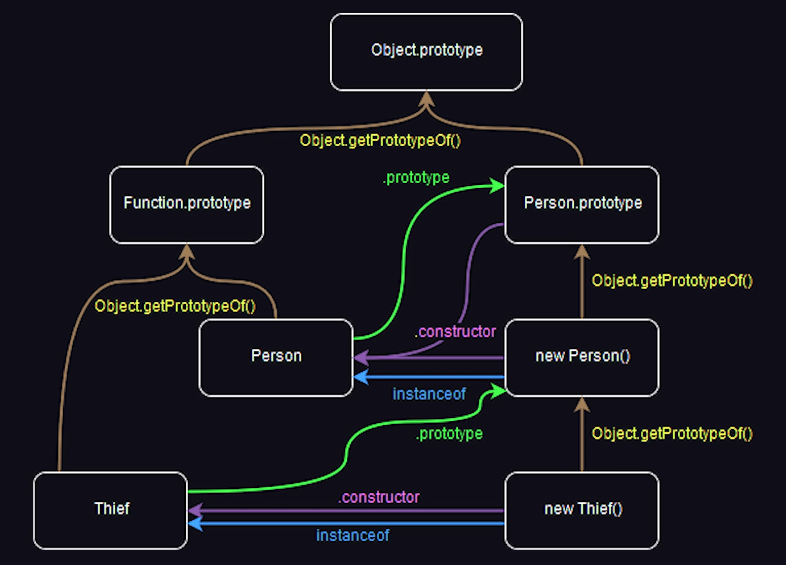 Object.prototype
Object.getPrototypeOf()
.prototype
Function.prototype
Person.prototype
Object.getPrototypeOf()
Object.getPrototypeOf()
.constructor
Person
new Person()
instanceof
.prototype
Object.getPrototypeOf()
.constructor
Thief
new Thief()
instanceof